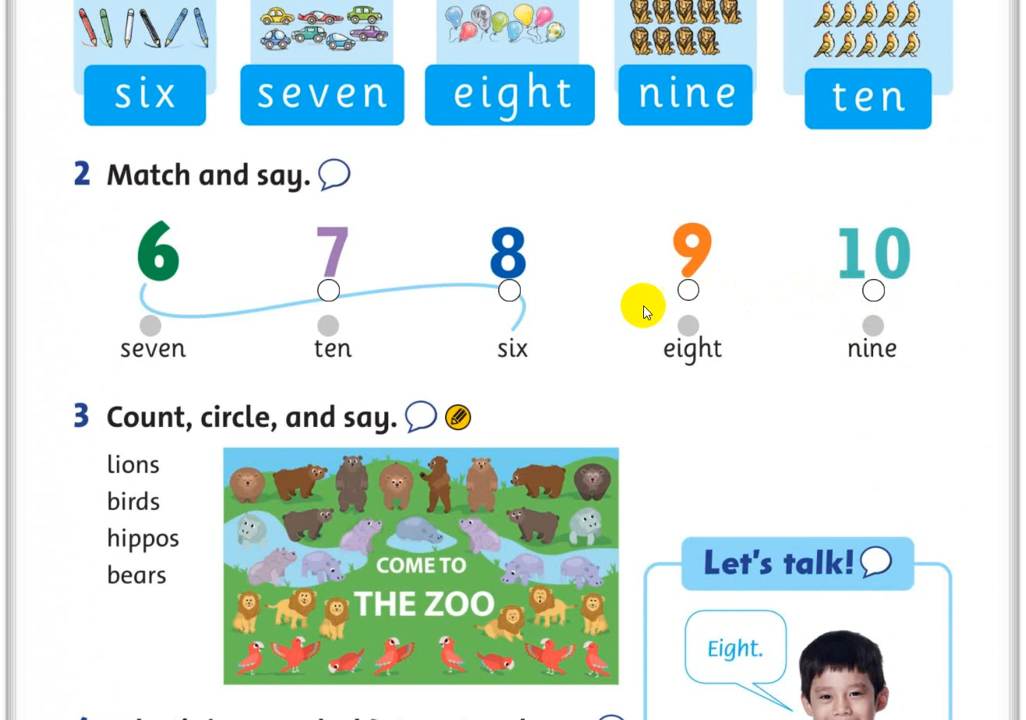 six seven eight nine ten
2 Match and say.
6 7 8 9 10
seven ten six eight nine
3 Count, circle, and say.
lions
birds
hippos
bears
COME TO
THE ZOO
Let's talk!
Eight.